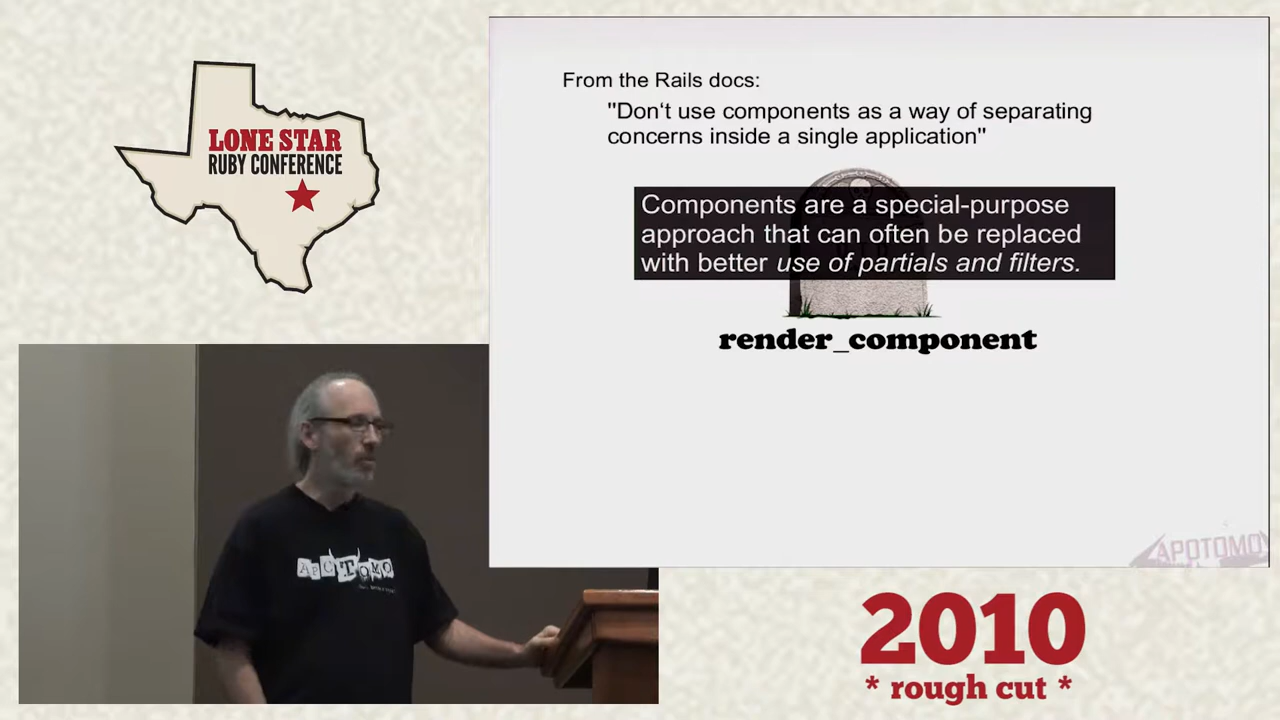 LONE STAR
RUBY CONFERENCE
From the Rails docs:
"Don't use components as a way of separating
concerns inside a single application"
Components are a special-purpose
approach that can often be replaced
with better use of partials and filters.
render_component
APOTOMO
APOTOMO
2010
* rough cut *